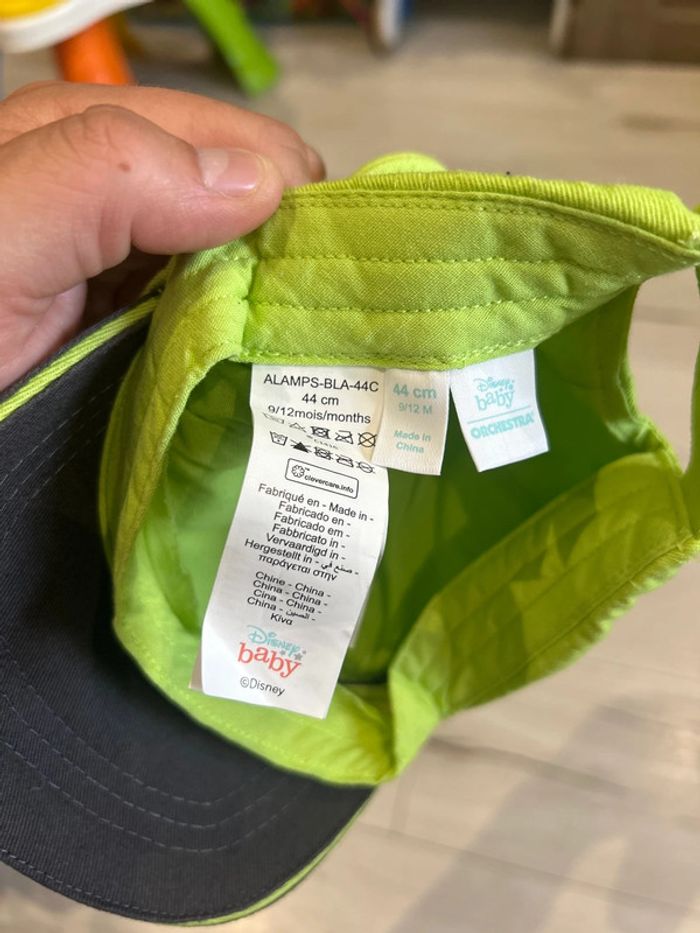 ALAMPS-BLA-44C
44 cm
9/12mois/months
clevercare.info
Fabriqué en - Made in -
Fabricado en -
Fabricado em -
Fabbricato in -
Vervaardigd in -
Hergestellt in - صنع في -
παράγεται στην
Chine - China -
China - China -
Cina - China -
China - الصين -
Κίνα
Disney
baby
©Disney
44 cm
9/12 M
Made in
China
Disney
baby
ORCHESTRA